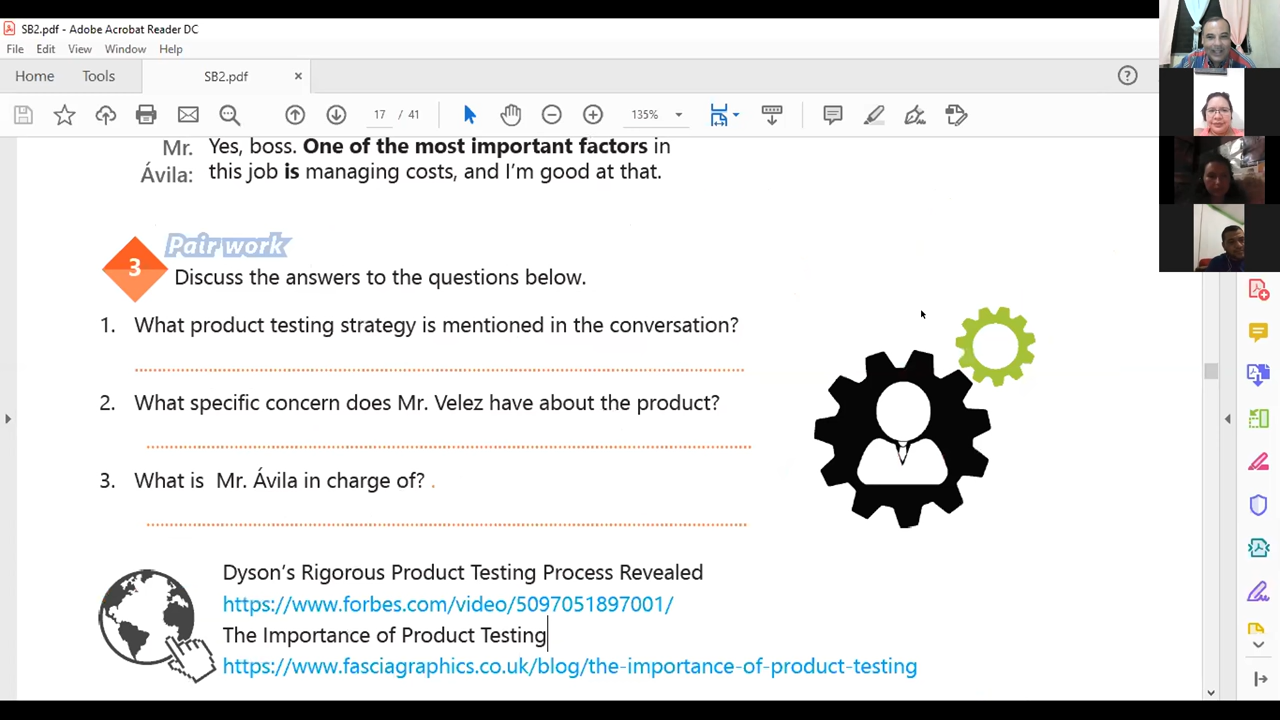 SB2.pdf - Adobe Acrobat Reader DC
File Edit View Window Help
Home Tools SB2.pdf ×
17 / 41 135%
Mr. Yes, boss. One of the most important factors in
Ávila: this job is managing costs, and I'm good at that.
Pair work
3 Discuss the answers to the questions below.
1. What product testing strategy is mentioned in the conversation?
2. What specific concern does Mr. Velez have about the product?
3. What is Mr. Ávila in charge of? .
Dyson's Rigorous Product Testing Process Revealed
https://www.forbes.com/video/5097051897001/
The Importance of Product Testing
https://www.fasciagraphics.co.uk/blog/the-importance-of-product-testing